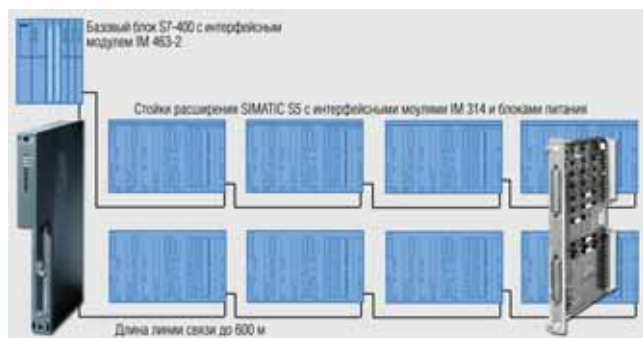 Базовый блок S7-400 с интерфейсным
модулем IM 463-2
Стойки расширения SIMATIC S5 с интерфейсными моулями IM 314 и блоками питания
Длина линии связи до 600 м